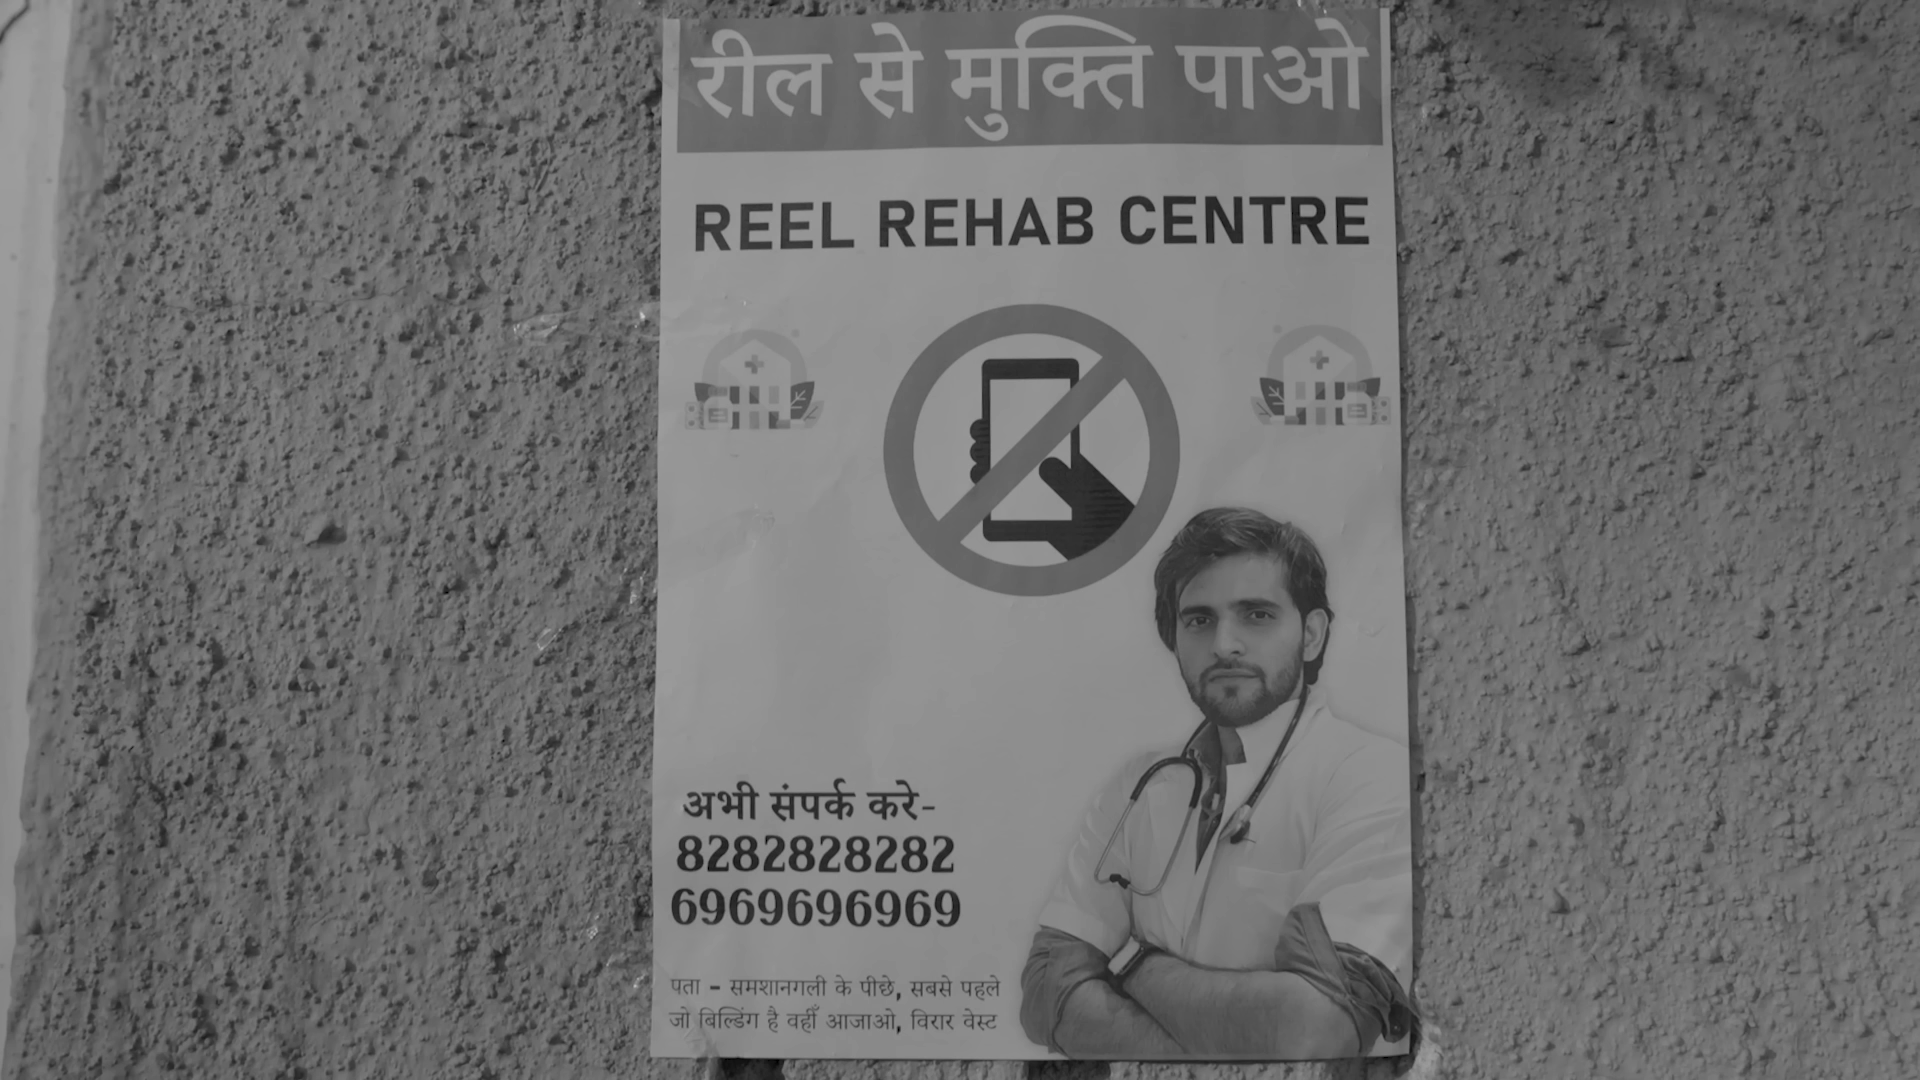 रील से मुक्ति पाओ
REEL REHAB CENTRE
अभी संपर्क करे-
8282828282
6969696969
पता - समशानगली के पीछे, सबसे पहले
जो बिल्डिंग है वहीँ आजाओ, विरार वेस्ट